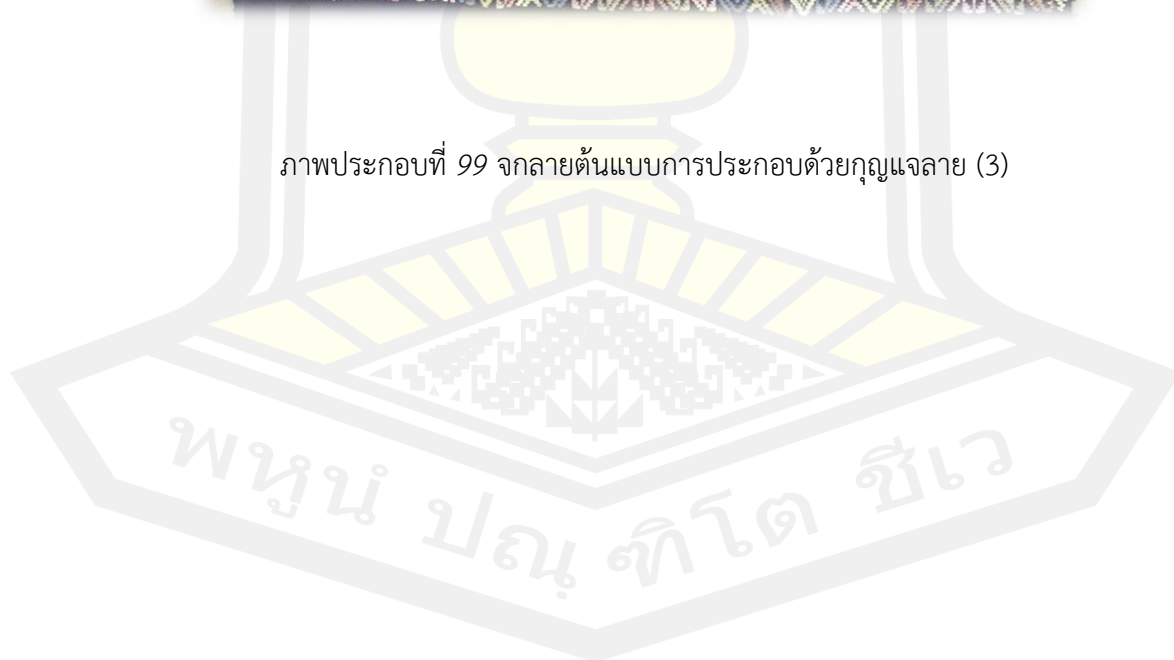 ภาพประกอบที่ 99 จกลายต้นแบบการประกอบด้วยกุญแจลาย (3)
พหูนํ ปณฺฑิโต ชีเว